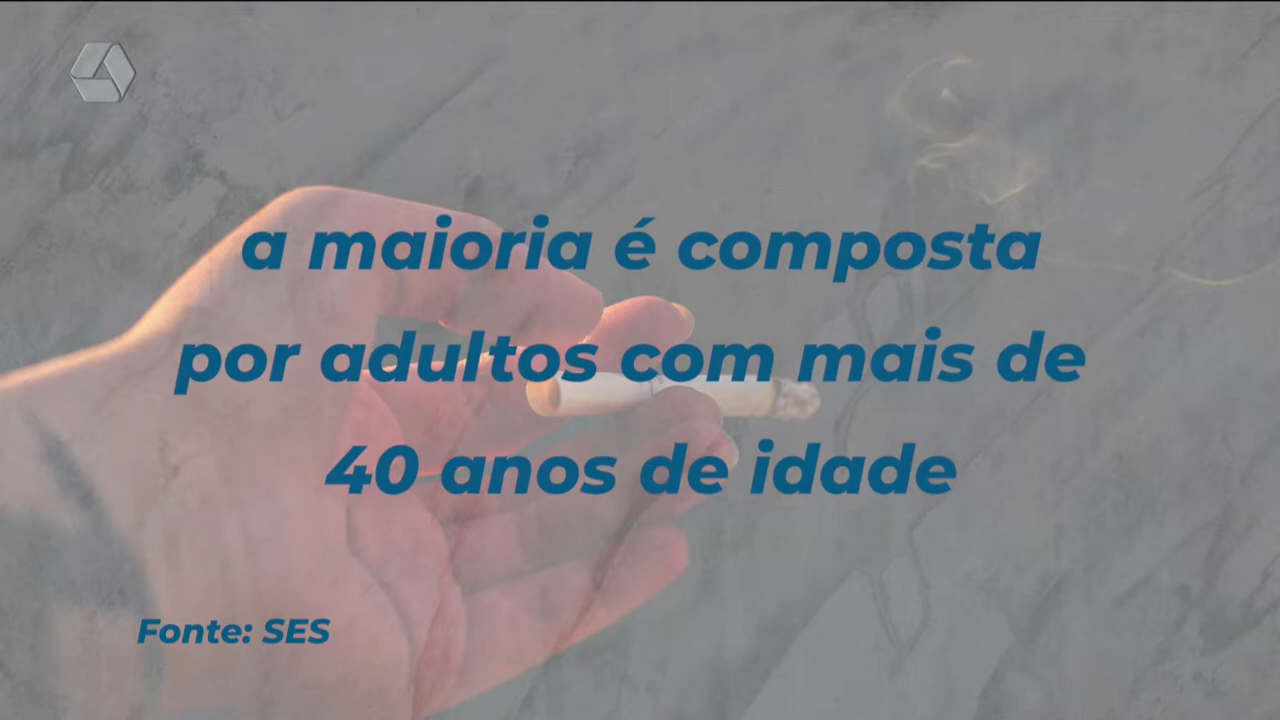 a maioria é composta
por adultos com mais de
40 anos de idade
Fonte: SES